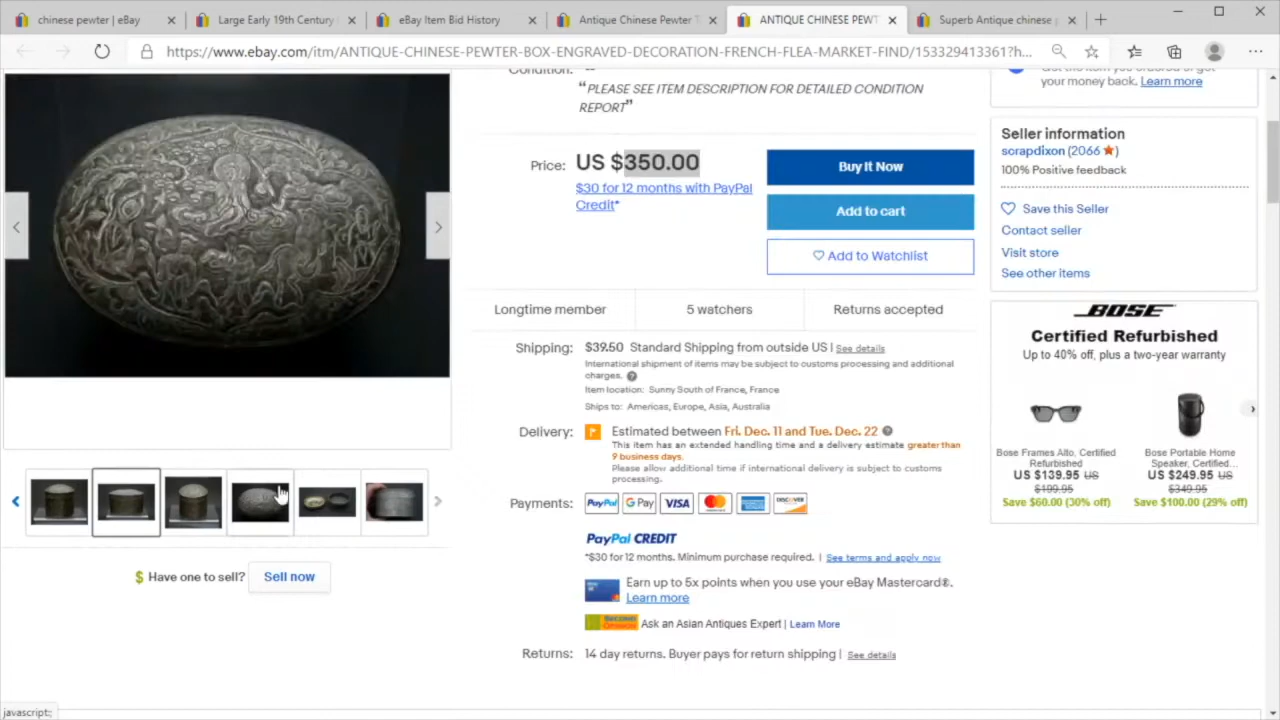 chinese pewter | eBay
Large Early 19th Century
eBay Item Bid History
Antique Chinese Pewter T
ANTIQUE CHINESE PEWT
Superb Antique chinese p
https://www.ebay.com/itm/ANTIQUE-CHINESE-PEWTER-BOX-ENGRAVED-DECORATION-FRENCH-FLEA-MARKET-FIND/153329413361?h...
Condition: --
“PLEASE SEE ITEM DESCRIPTION FOR DETAILED CONDITION
REPORT”
Price: US $350.00
$30 for 12 months with PayPal
Credit*
Buy It Now
Add to cart
Add to Watchlist
Longtime member
5 watchers
Returns accepted
Shipping: $39.50 Standard Shipping from outside US | See details
International shipment of items may be subject to customs processing and additional
charges.
Item location: Sunny South of France, France
Ships to: Americas, Europe, Asia, Australia
Delivery: Estimated between Fri. Dec. 11 and Tue. Dec. 22
This item has an extended handling time and a delivery estimate greater than
9 business days.
Please allow additional time if international delivery is subject to customs
processing.
Payments: PayPal G Pay VISA DISCOVER
PayPal CREDIT
*$30 for 12 months. Minimum purchase required. | See terms and apply now
Earn up to 5x points when you use your eBay Mastercard®.
Learn more
Ask an Asian Antiques Expert | Learn More
Returns: 14 day returns. Buyer pays for return shipping | See details
Have one to sell? Sell now
your money back. Learn more
Seller information
scrapdixon (2066 ★)
100% Positive feedback
Save this Seller
Contact seller
Visit store
See other items
BOSE
Certified Refurbished
Up to 40% off, plus a two-year warranty
Bose Frames Alto, Certified
Refurbished
US $139.95 US
$199.95
Save $60.00 (30% off)
Bose Portable Home
Speaker, Certified...
US $249.95 US
$349.95
Save $100.00 (29% off)
javascript:;